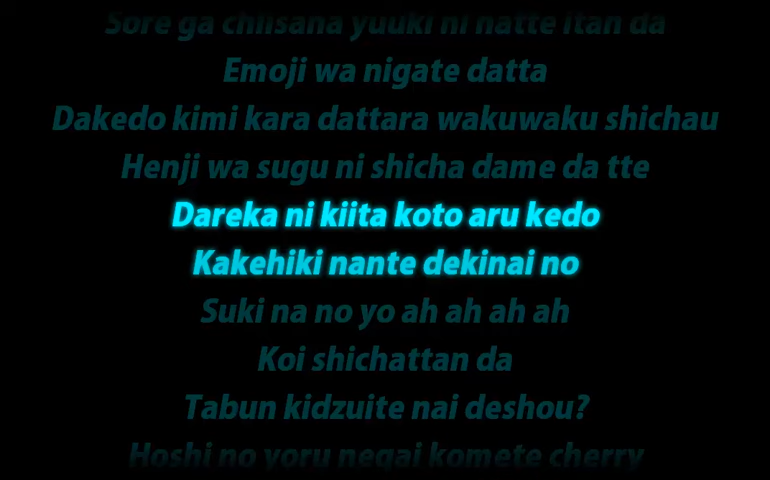 Sore ga chiisana yuuki ni natte itan da
Emoji wa nigate datta
Dakedo kimi kara dattara wakuwaku shichau
Henji wa sugu ni shicha dame da tte
Dareka ni kiita koto aru kedo
Kakehiki nante dekinai no
Suki na no yo ah ah ah ah
Koi shichattan da
Tabun kidzuite nai deshou?
Hoshi no yoru negai komete cherry